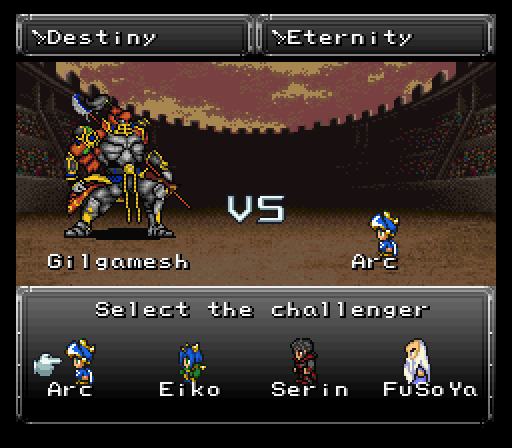 Destiny
Eternity
VS
Gilgamesh
Arc
Select the challenger
Arc
Eiko
Serin
FuSoYa